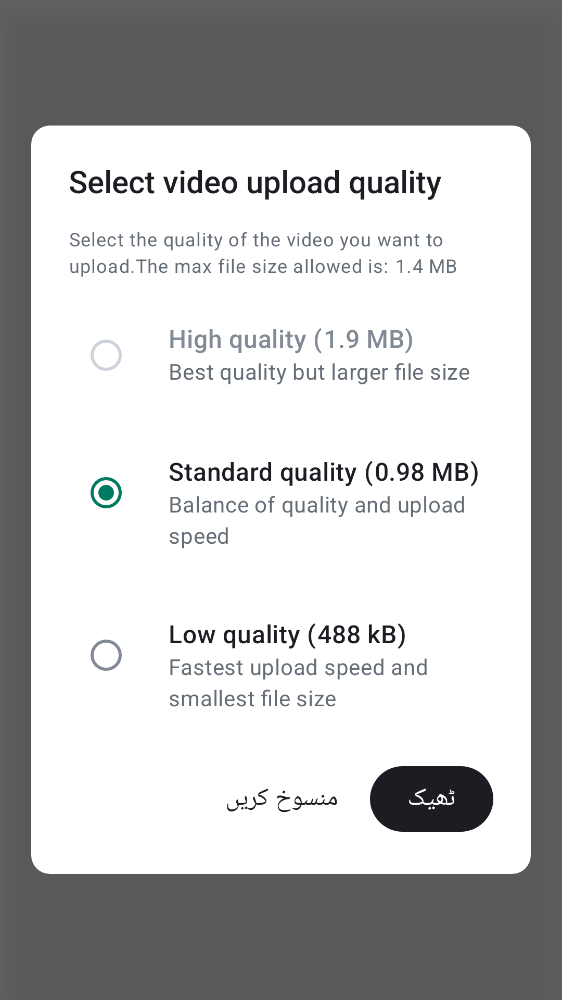 Select video upload quality
Select the quality of the video you want to
upload.The max file size allowed is: 1.4 MB
High quality (1.9 MB)
Best quality but larger file size
Standard quality (0.98 MB)
Balance of quality and upload
speed
Low quality (488 kB)
Fastest upload speed and
smallest file size
منسوخ کریں
ٹھیک